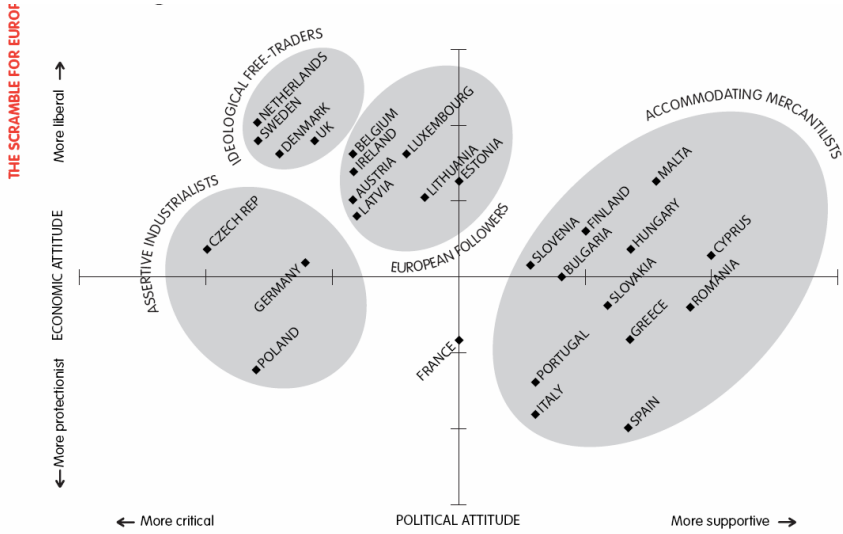 THE SCRAMBLE FOR EUROP
More liberal
ECONOMIC ATTITUDE
More protectionist
IDEOLOGICAL FREE-TRADERS
NETHERLANDS
SWEDEN
DENMARK
UK
BELGIUM
IRELAND
AUSTRIA
LATVIA
LUXEMBOURG
LITHUANIA
ESTONIA
EUROPEAN FOLLOWERS
ASSERTIVE INDUSTRIALISTS
CZECH REP
GERMANY
POLAND
FRANCE
ACCOMMODATING MERCANTILISTS
MALTA
FINLAND
SLOVENIA
BULGARIA
HUNGARY
CYPRUS
SLOVAKIA
ROMANIA
GREECE
PORTUGAL
ITALY
SPAIN
More critical
POLITICAL ATTITUDE
More supportive